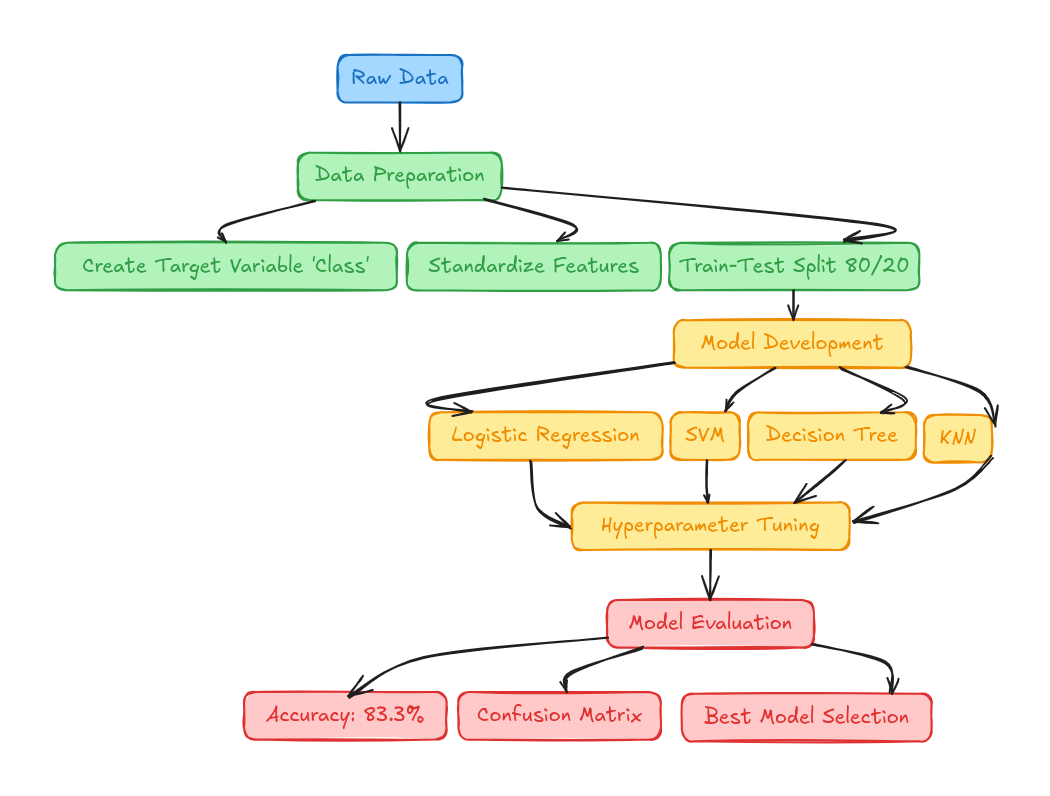 Raw Data
Data Preparation
Create Target Variable 'Class'
Standardize Features
Train-Test Split 80/20
Model Development
Logistic Regression
SVM
Decision Tree
KNN
Hyperparameter Tuning
Model Evaluation
Accuracy: 83.3%
Confusion Matrix
Best Model Selection